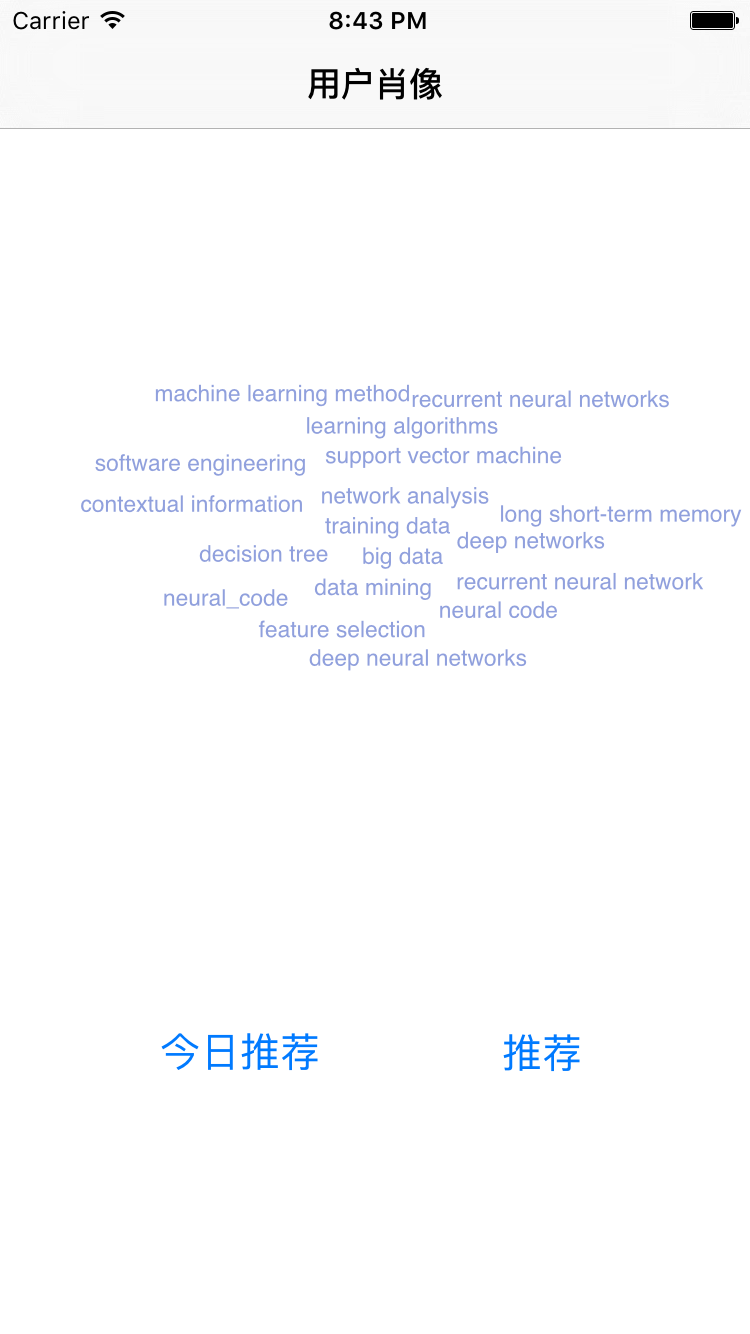 Carrier 8:43 PM
用户肖像
machine learning method recurrent neural networks
learning algorithms
software engineering support vector machine
contextual information network analysis
long short-term memory
training data
deep networks
decision tree big data
data mining recurrent neural network
neural_code
neural code
feature selection
deep neural networks
今日推荐 推荐